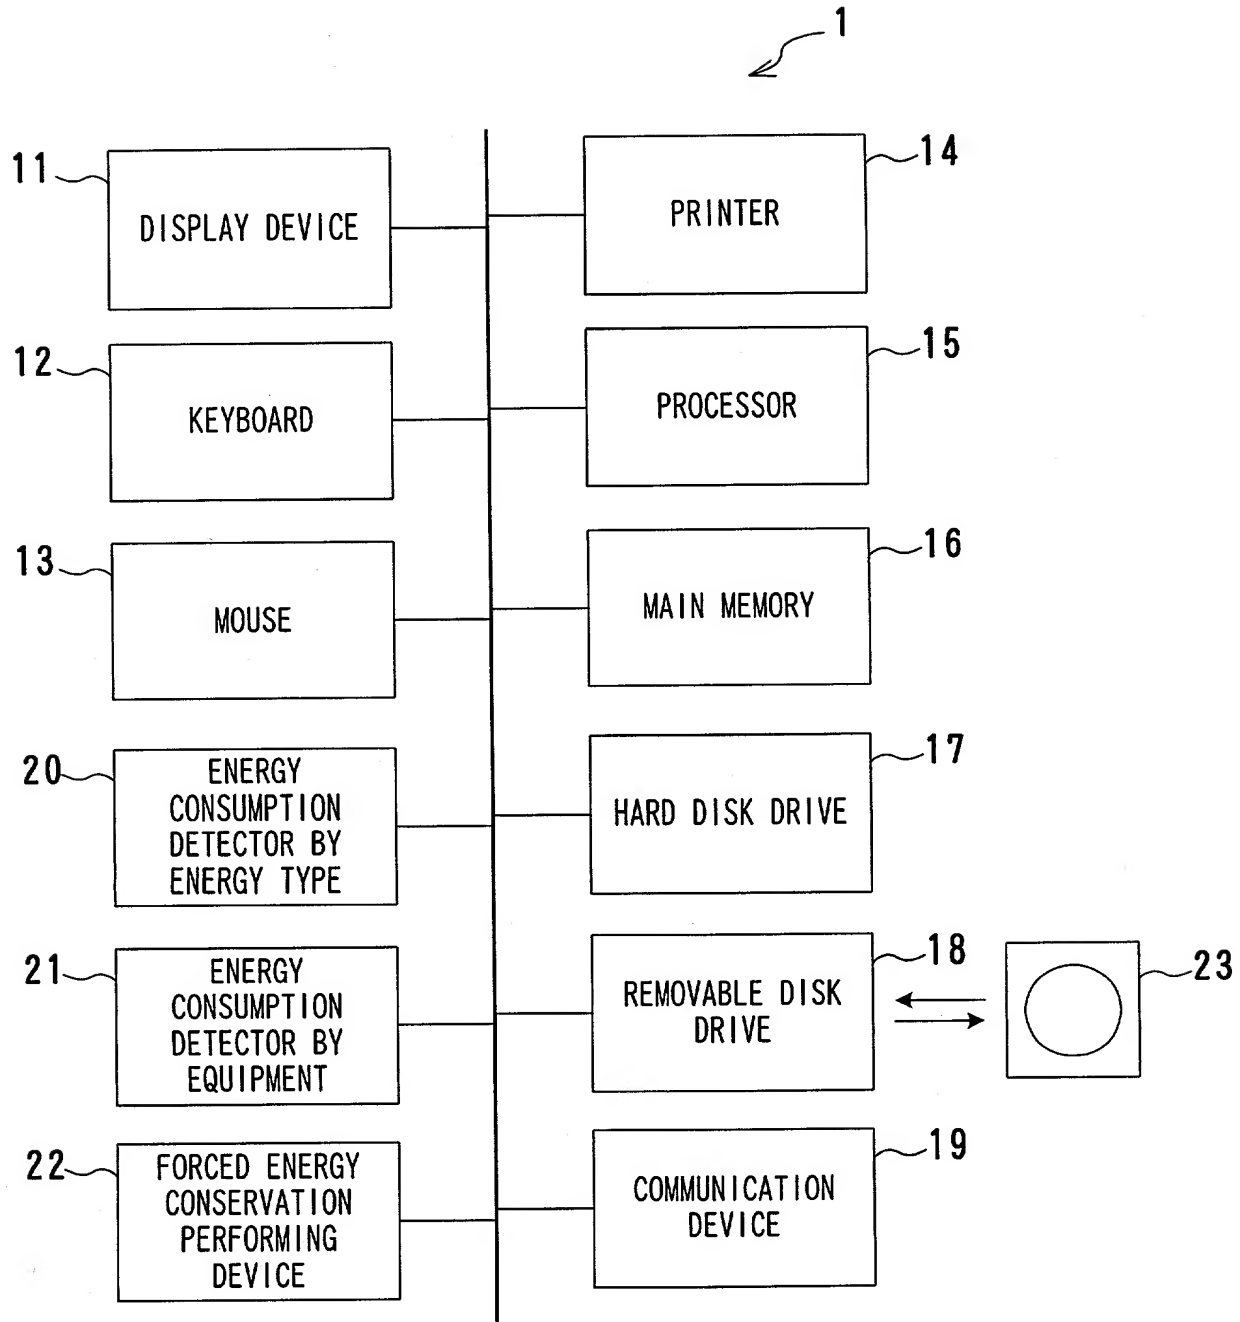 1
11
DISPLAY DEVICE
14
PRINTER
12
KEYBOARD
15
PROCESSOR
13
MOUSE
16
MAIN MEMORY
20
ENERGY
CONSUMPTION
DETECTOR BY
ENERGY TYPE
17
HARD DISK DRIVE
21
ENERGY
CONSUMPTION
DETECTOR BY
EQUIPMENT
18
REMOVABLE DISK
DRIVE
23
22
FORCED ENERGY
CONSERVATION
PERFORMING
DEVICE
19
COMMUNICATION
DEVICE